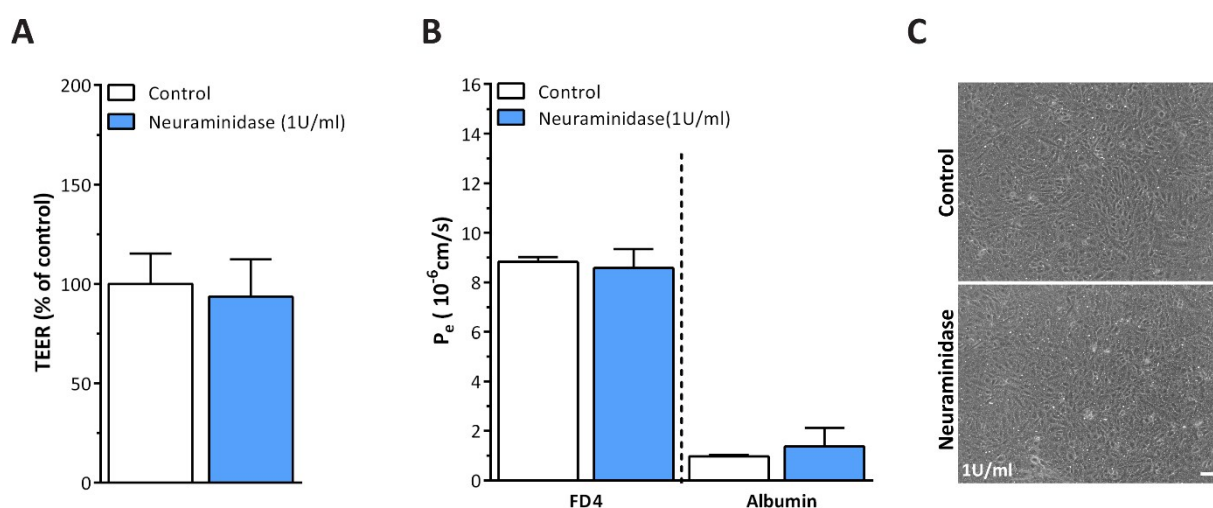 A
TEER (% of control)
200
150
100
50
0
Control
Neuraminidase (1U/ml)
B
Pe ( 10-6cm/s)
16
14
12
10
8
6
4
2
0
Control
Neuraminidase(1U/ml)
FD4
Albumin
C
Control
Neuraminidase
1U/ml